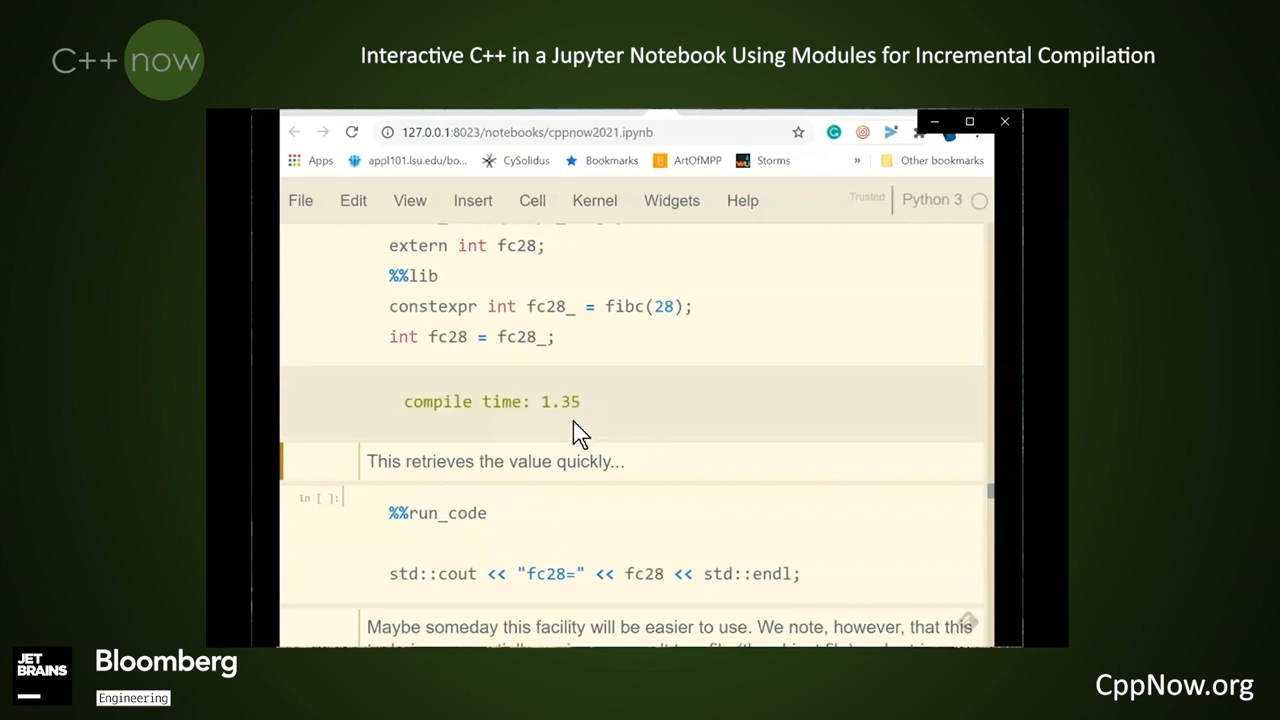 C++ now
Interactive C++ in a Jupyter Notebook Using Modules for Incremental Compilation
127.0.0.1:8023/notebooks/cppnow2021.ipynb
Apps
appl101.lsu.edu/bo...
CySolidus
Bookmarks
ArtOfMPP
Storms
»
Other bookmarks
File Edit View Insert Cell Kernel Widgets Help
Trusted
Python 3
extern int fc28;
%%lib
constexpr int fc28_ = fibc(28);
int fc28 = fc28_;
compile time: 1.35
This retrieves the value quickly...
In [ ]:
%%run_code
std::cout << "fc28=" << fc28 << std::endl;
Maybe someday this facility will be easier to use. We note, however, that this
JET
BRAINS
Bloomberg
Engineering
CppNow.org